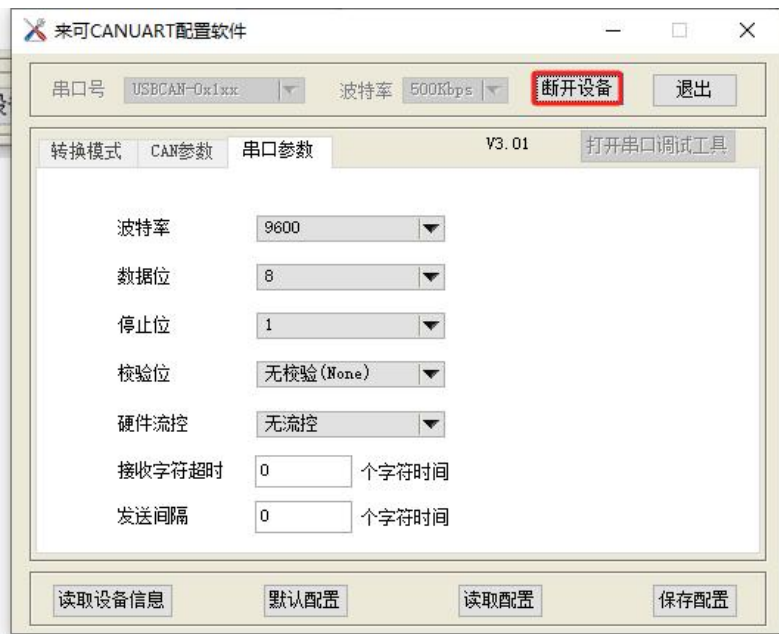 来可CANUART配置软件
串口号 USBCAN-0x1xx 波特率 500Kbps 断开设备 退出
转换模式 CAN参数 串口参数 V3.01 打开串口调试工具
波特率 9600
数据位 8
停止位 1
校验位 无校验(None)
硬件流控 无流控
接收字符超时 0 个字符时间
发送间隔 0 个字符时间
读取设备信息 默认配置 读取配置 保存配置